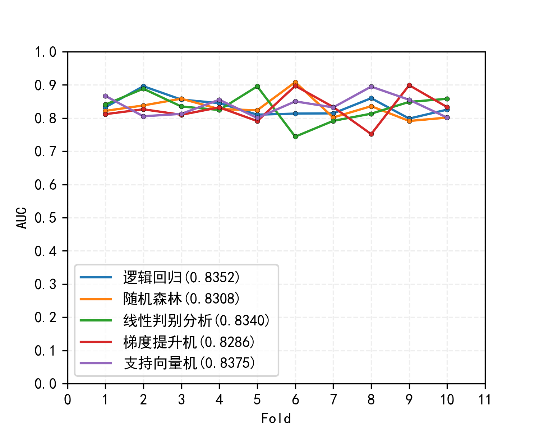 1.0
0.9
0.8
0.7
0.6
0.5
0.4
0.3
0.2
0.1
0.0
AUC
逻辑回归(0.8352)
随机森林(0.8308)
线性判别分析(0.8340)
梯度提升机(0.8286)
支持向量机(0.8375)
0 1 2 3 4 5 6 7 8 9 10 11
Fold